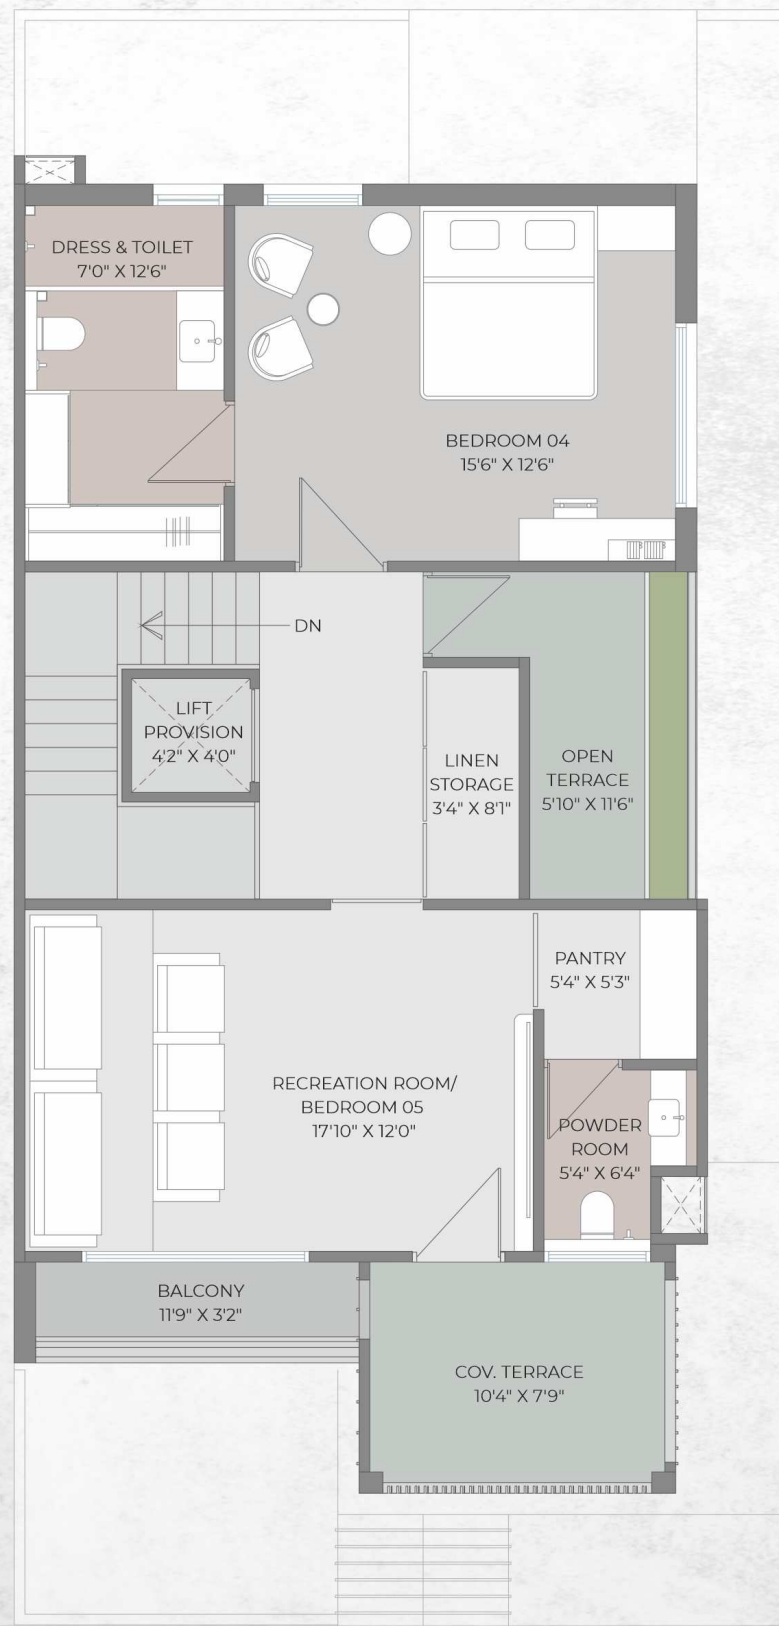 DRESS & TOILET
7'0" X 12'6"
BEDROOM 04
15'6" X 12'6"
DN
LIFT
PROVISION
4'2" X 4'0"
LINEN
STORAGE
3'4" X 8'1"
OPEN
TERRACE
5'10" X 11'6"
PANTRY
5'4" X 5'3"
RECREATION ROOM/
BEDROOM 05
17'10" X 12'0"
POWDER
ROOM
5'4" X 6'4"
BALCONY
11'9" X 3'2"
COV. TERRACE
10'4" X 7'9"